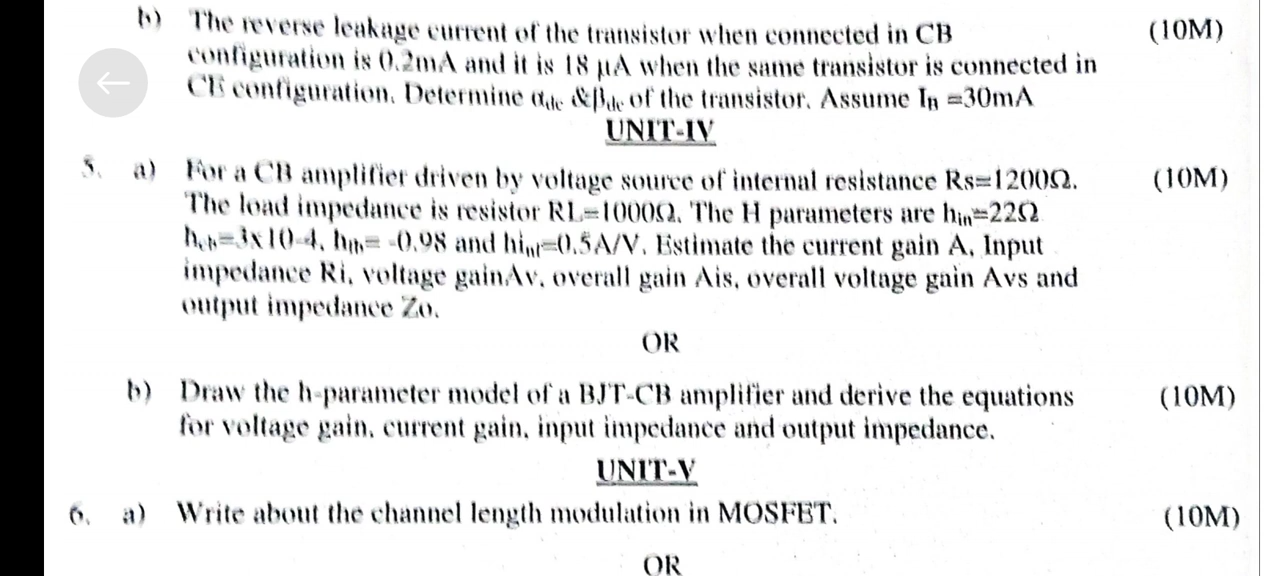 b) The reverse leakage current of the transistor when connected in CB (10M)
configuration is 0.2mA and it is 18 µA when the same transistor is connected in
CE configuration. Determine αdc &βdc of the transistor. Assume IB =30mA
UNIT-IV
5. a) For a CB amplifier driven by voltage source of internal resistance Rs=1200Ω. (10M)
The load impedance is resistor RL=1000Ω. The H parameters are hin=22Ω
=3x10-4, = -0.98 and =0.5A/V. Estimate the current gain A, Input
impedance Ri, voltage gainAv, overall gain Ais, overall voltage gain Avs and
output impedance Zo.
OR
b) Draw the h-parameter model of a BJT-CB amplifier and derive the equations (10M)
for voltage gain, current gain, input impedance and output impedance.
UNIT-V
6. a) Write about the channel length modulation in MOSFET. (10M)
OR